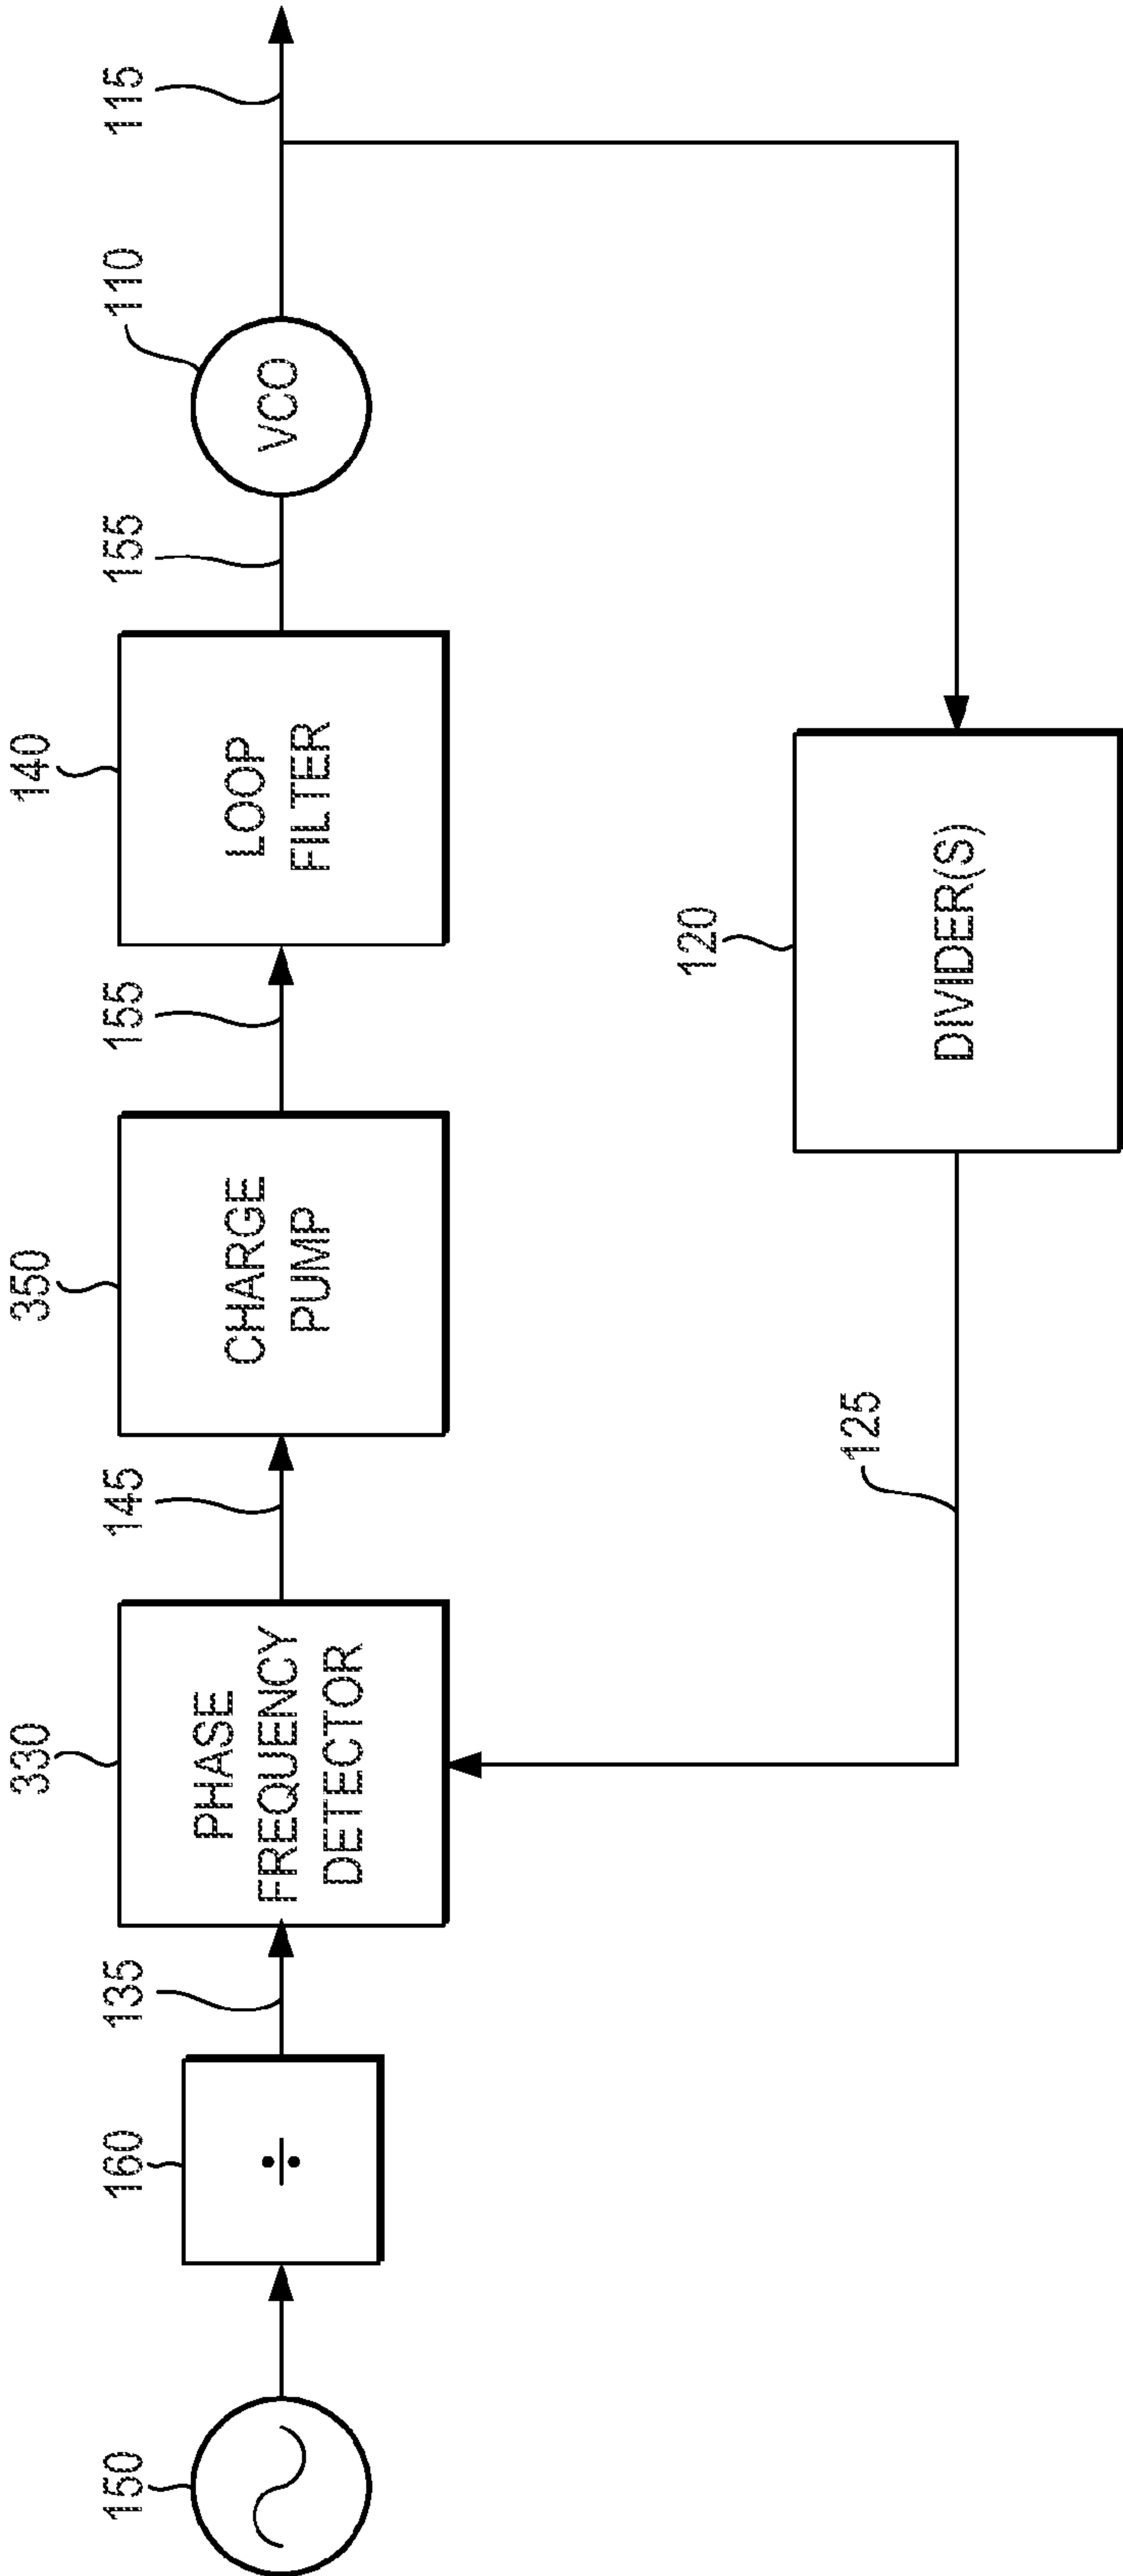 150
160
÷
135
330
PHASE
FREQUENCY
DETECTOR
145
350
CHARGE
PUMP
155
140
LOOP
FILTER
155
110
VCO
115
125
120
DIVIDER(S)